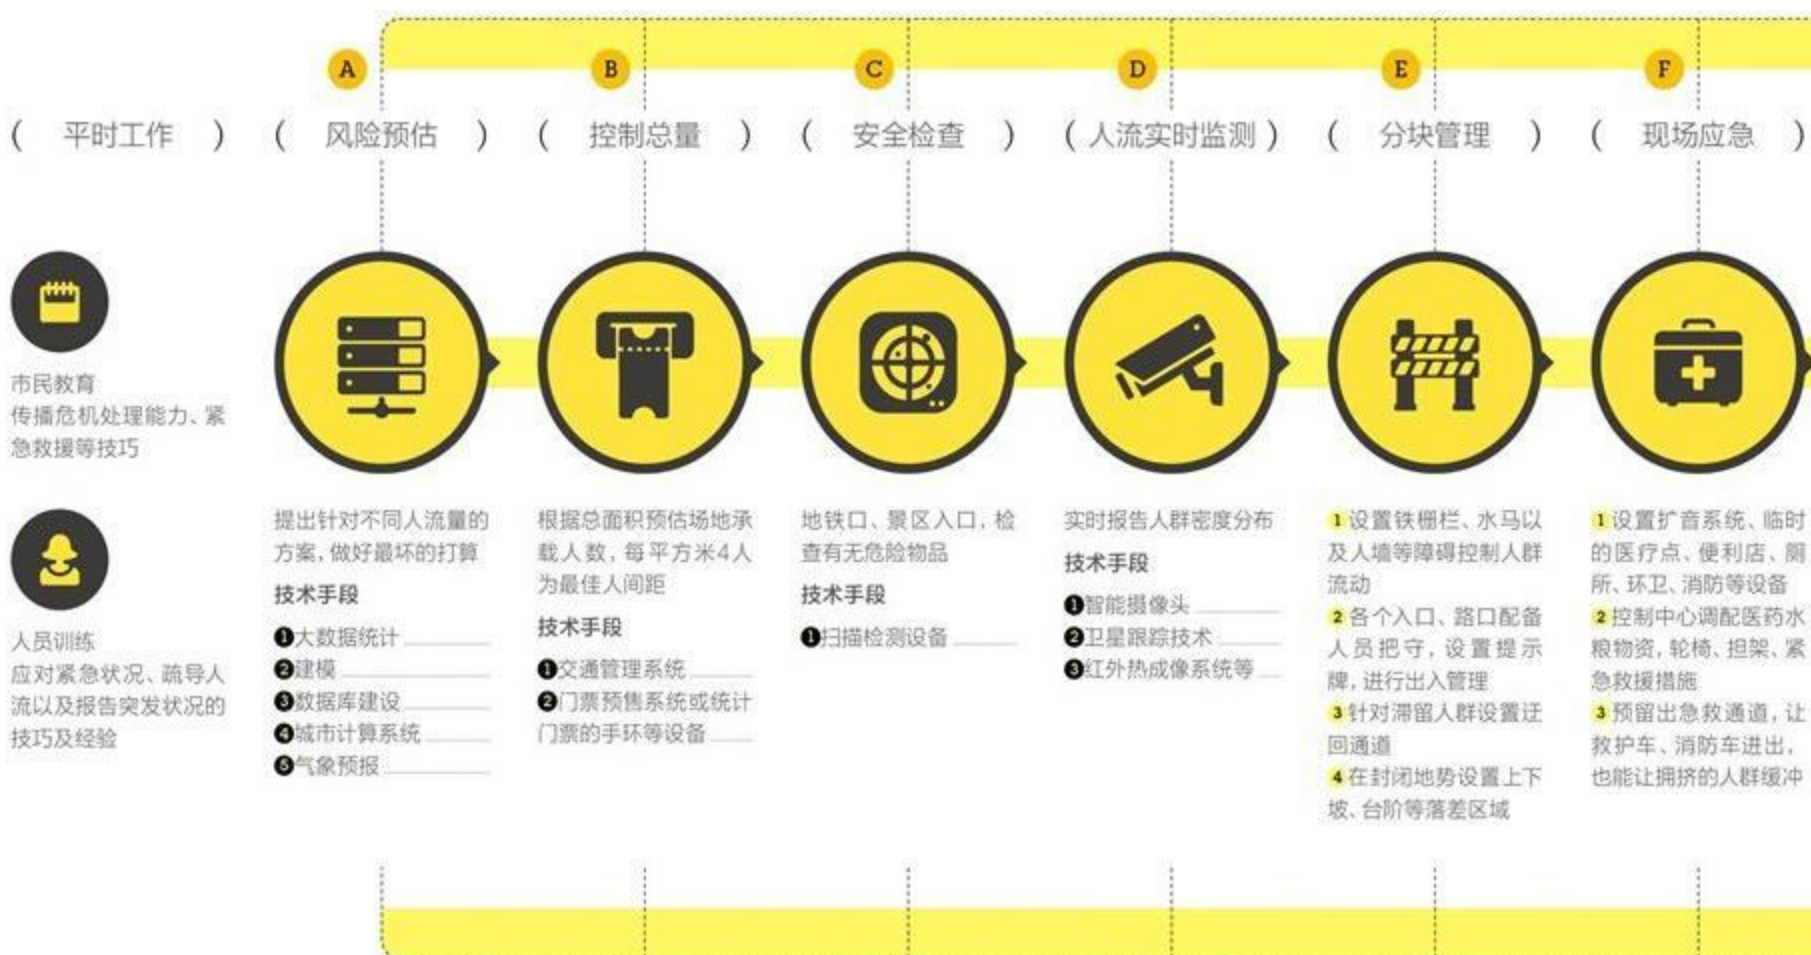 A
B
C
D
E
F
( 平时工作 )
( 风险预估 )
( 控制总量 )
( 安全检查 )
( 人流实时监测 )
( 分块管理 )
( 现场应急 )
市民教育
传播危机处理能力、紧
急救援等技巧
人员训练
应对紧急状况、疏导人
流以及报告突发状况的
技巧及经验
提出针对不同人流量的
方案,做好最坏的打算
技术手段
❶大数据统计
❷建模
❸数据库建设
❹城市计算系统
❺气象预报
根据总面积预估场地承
载人数,每平方米4人
为最佳人间距
技术手段
❶交通管理系统
❷门票预售系统或统计
门票的手环等设备
地铁口、景区入口,检
查有无危险物品
技术手段
❶扫描检测设备
实时报告人群密度分布
技术手段
❶智能摄像头
❷卫星跟踪技术
❸红外热成像系统等
1设置铁栅栏、水马以
及人墙等障碍控制人群
流动
2各个入口、路口配备
人员把守,设置提示
牌,进行出入管理
3针对滞留人群设置迂
回通道
4在封闭地势设置上下
坡、台阶等落差区域
1设置扩音系统、临时
的医疗点、便利店、厕
所、环卫、消防等设备
2控制中心调配医药水
粮物资,轮椅、担架、紧
急救援措施
3预留出急救通道,让
救护车、消防车进出,
也能让拥挤的人群缓冲